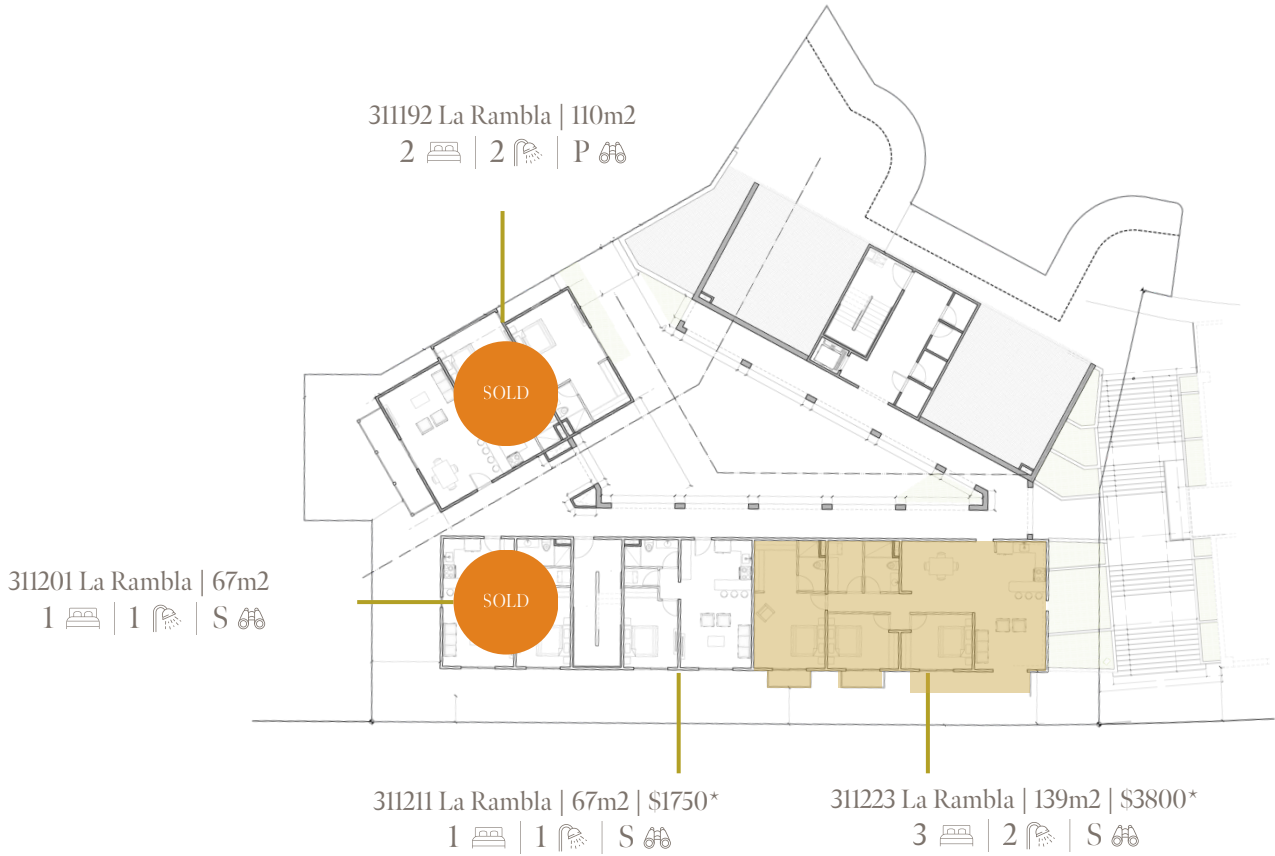 311192 La Rambla | 110m2
2 | 2 | P
SOLD
SOLD
311201 La Rambla | 67m2
1 | 1 | S
311211 La Rambla | 67m2 | $1750*
1 | 1 | S
311223 La Rambla | 139m2 | $3800*
3 | 2 | S